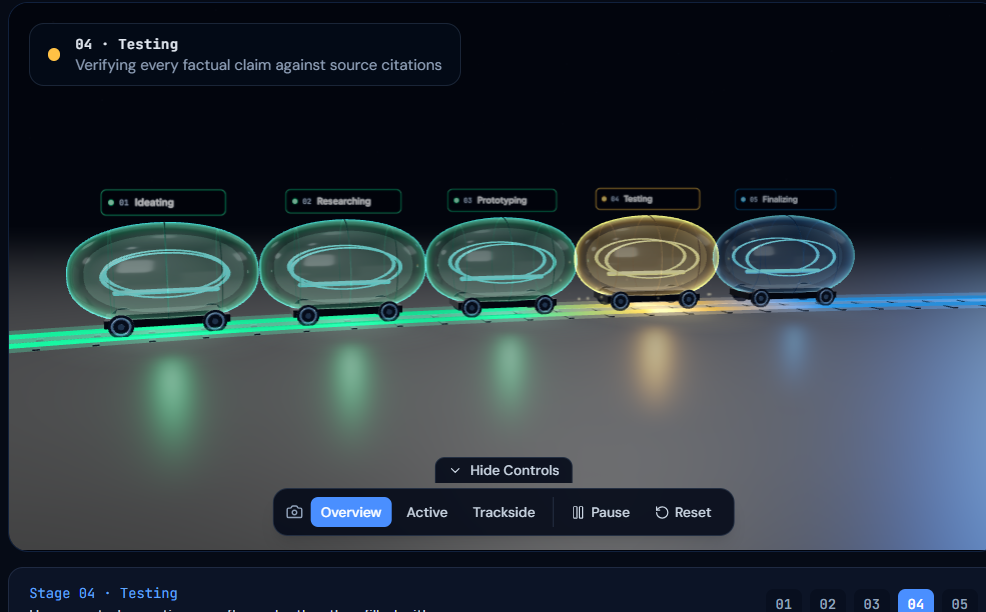 04 · Testing
Verifying every factual claim against source citations
01 Ideating
02 Researching
03 Prototyping
04 Testing
05 Finalizing
Hide Controls
Overview Active Trackside Pause Reset
Stage 04 · Testing
01 02 03 04 05